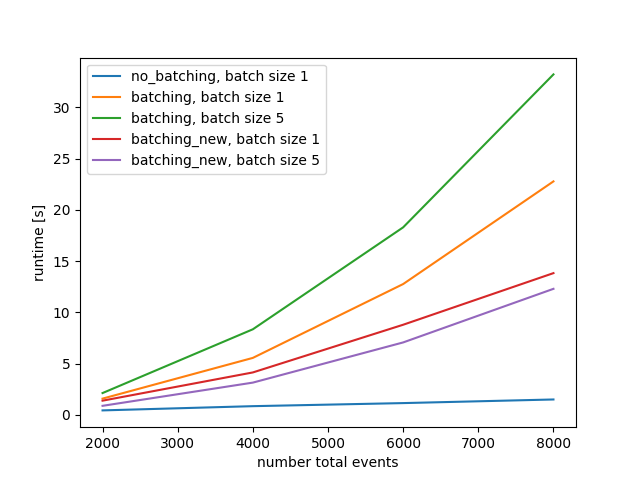 no_batching, batch size 1
batching, batch size 1
batching, batch size 5
batching_new, batch size 1
batching_new, batch size 5
runtime [s]
30
25
20
15
10
5
0
2000 3000 4000 5000 6000 7000 8000
number total events